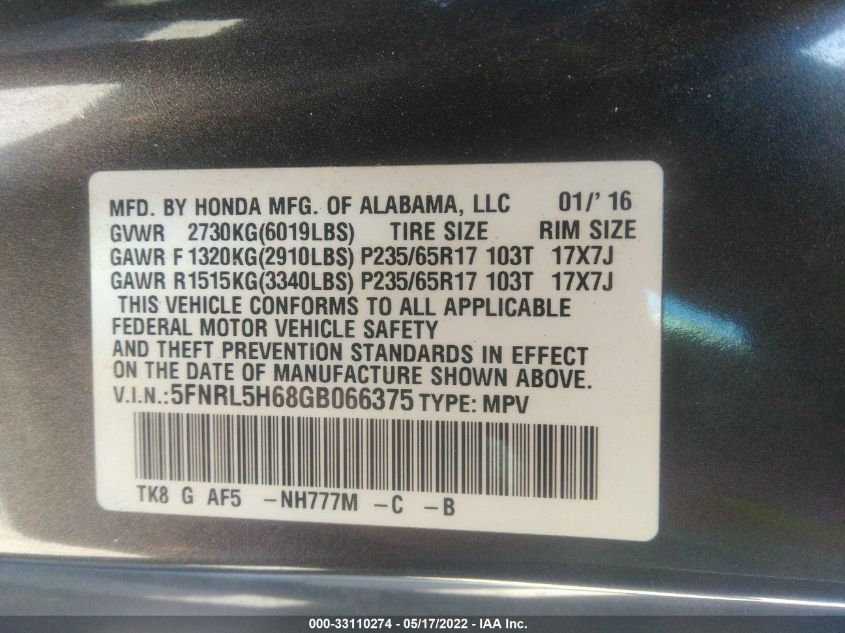 MFD. BY HONDA MFG. OF ALABAMA, LLC 01/'16
GVWR 2730KG(6019LBS) TIRE SIZE RIM SIZE
GAWR F 1320KG(2910LBS) P235/65R17 103T 17X7J
GAWR R 1515KG(3340LBS) P235/65R17 103T 17X7J
THIS VEHICLE CONFORMS TO ALL APPLICABLE
FEDERAL MOTOR VEHICLE SAFETY
AND THEFT PREVENTION STANDARDS IN EFFECT
ON THE DATE OF MANUFACTURE SHOWN ABOVE.
V.I.N.:5FNRL5H68GB066375 TYPE: MPV
TK8 G AF5 -NH777M -C -B
000-33110274 - 05/17/2022 - IAA Inc.